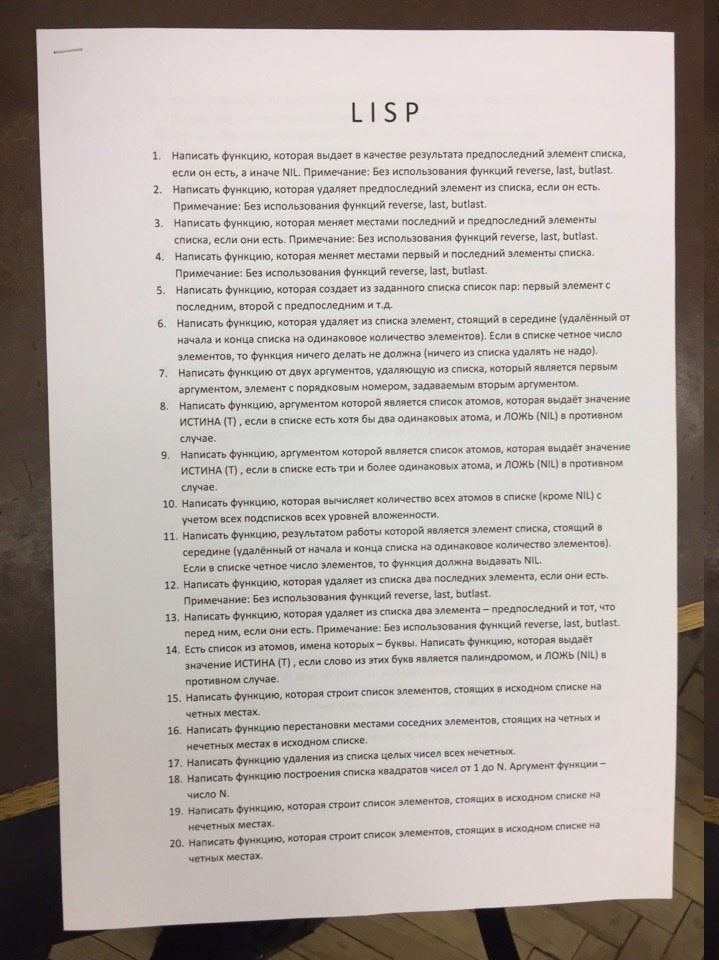 LISP
1. Написать функцию, которая выдает в качестве результата предпоследний элемент списка,
если он есть, а иначе NIL. Примечание: Без использования функций reverse, last, butlast.
2. Написать функцию, которая удаляет предпоследний элемент из списка, если он есть.
Примечание: Без использования функций reverse, last, butlast.
3. Написать функцию, которая меняет местами последний и предпоследний элементы
списка, если они есть. Примечание: Без использования функций reverse, last, butlast.
4. Написать функцию, которая меняет местами первый и последний элементы списка.
Примечание: Без использования функций reverse, last, butlast.
5. Написать функцию, которая создает из заданного списка список пар: первый элемент с
последним, второй с предпоследним и т.д.
6. Написать функцию, которая удаляет из списка элемент, стоящий в середине (удалённый от
начала и конца списка на одинаковое количество элементов). Если в списке четное число
элементов, то функция ничего делать не должна (ничего из списка удалять не надо).
7. Написать функцию от двух аргументов, удаляющую из списка, который является первым
аргументом, элемент с порядковым номером, задаваемым вторым аргументом.
8. Написать функцию, аргументом которой является список атомов, которая выдаёт значение
ИСТИНА (T) , если в списке есть хотя бы два одинаковых атома, и ЛОЖЬ (NIL) в противном
случае.
9. Написать функцию, аргументом которой является список атомов, которая выдаёт значение
ИСТИНА (T) , если в списке есть три и более одинаковых атома, и ЛОЖЬ (NIL) в противном
случае.
10. Написать функцию, которая вычисляет количество всех атомов в списке (кроме NIL) с
учетом всех подсписков всех уровней вложенности.
11. Написать функцию, результатом работы которой является элемент списка, стоящий в
середине (удалённый от начала и конца списка на одинаковое количество элементов).
Если в списке четное число элементов, то функция должна выдавать NIL.
12. Написать функцию, которая удаляет из списка два последних элемента, если они есть.
Примечание: Без использования функций reverse, last, butlast.
13. Написать функцию, которая удаляет из списка два элемента – предпоследний и тот, что
перед ним, если они есть. Примечание: Без использования функций reverse, last, butlast.
14. Есть список из атомов, имена которых – буквы. Написать функцию, которая выдаёт
значение ИСТИНА (T) , если слово из этих букв является палиндромом, и ЛОЖЬ (NIL) в
противном случае.
15. Написать функцию, которая строит список элементов, стоящих в исходном списке на
четных местах.
16. Написать функцию перестановки местами соседних элементов, стоящих на четных и
нечетных местах в исходном списке.
17. Написать функцию удаления из списка целых чисел всех нечетных.
18. Написать функцию построения списка квадратов чисел от 1 до N. Аргумент функции –
число N.
19. Написать функцию, которая строит список элементов, стоящих в исходном списке на
нечетных местах.
20. Написать функцию, которая строит список элементов, стоящих в исходном списке на
четных местах.